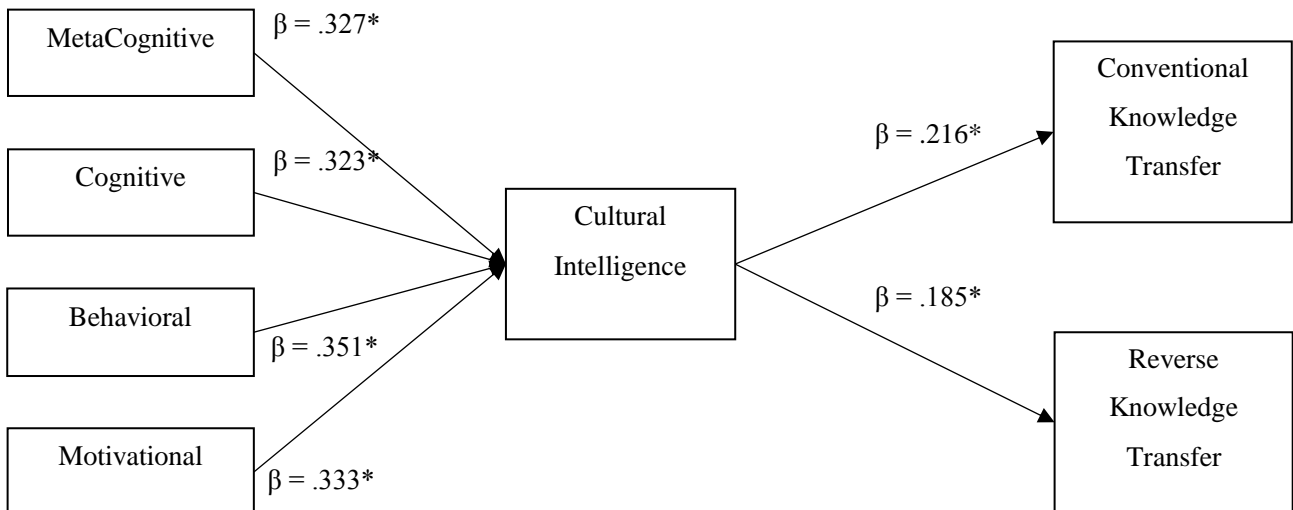 MetaCognitive
β = .327*
Cognitive
β = .323*
Behavioral
β = .351*
Motivational
β = .333*
Cultural
Intelligence
β = .216*
β = .185*
Conventional
Knowledge
Transfer
Reverse
Knowledge
Transfer